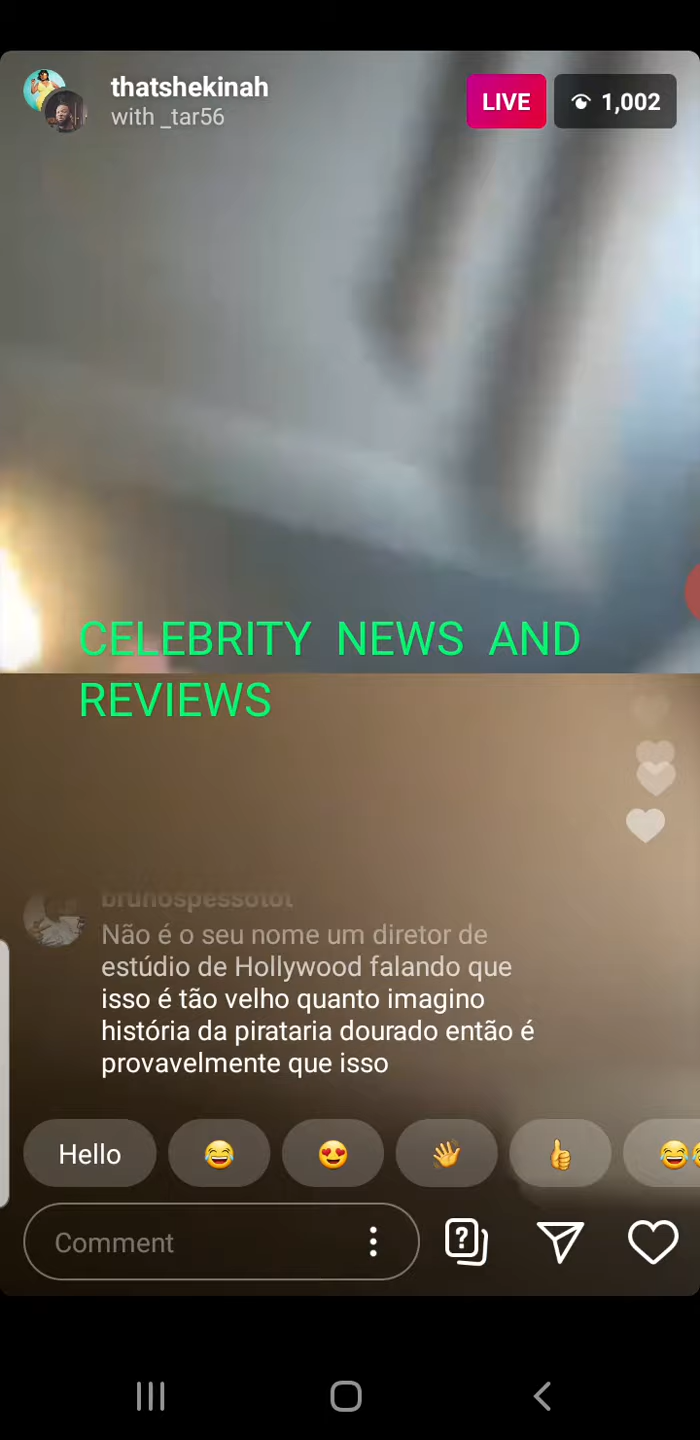 thatshekinah
with _tar56
LIVE
1,002
CELEBRITY NEWS AND
REVIEWS
brunospessotot
Não é o seu nome um diretor de
estúdio de Hollywood falando que
isso é tão velho quanto imagino
história da pirataria dourado então é
provavelmente que isso
Hello
Comment